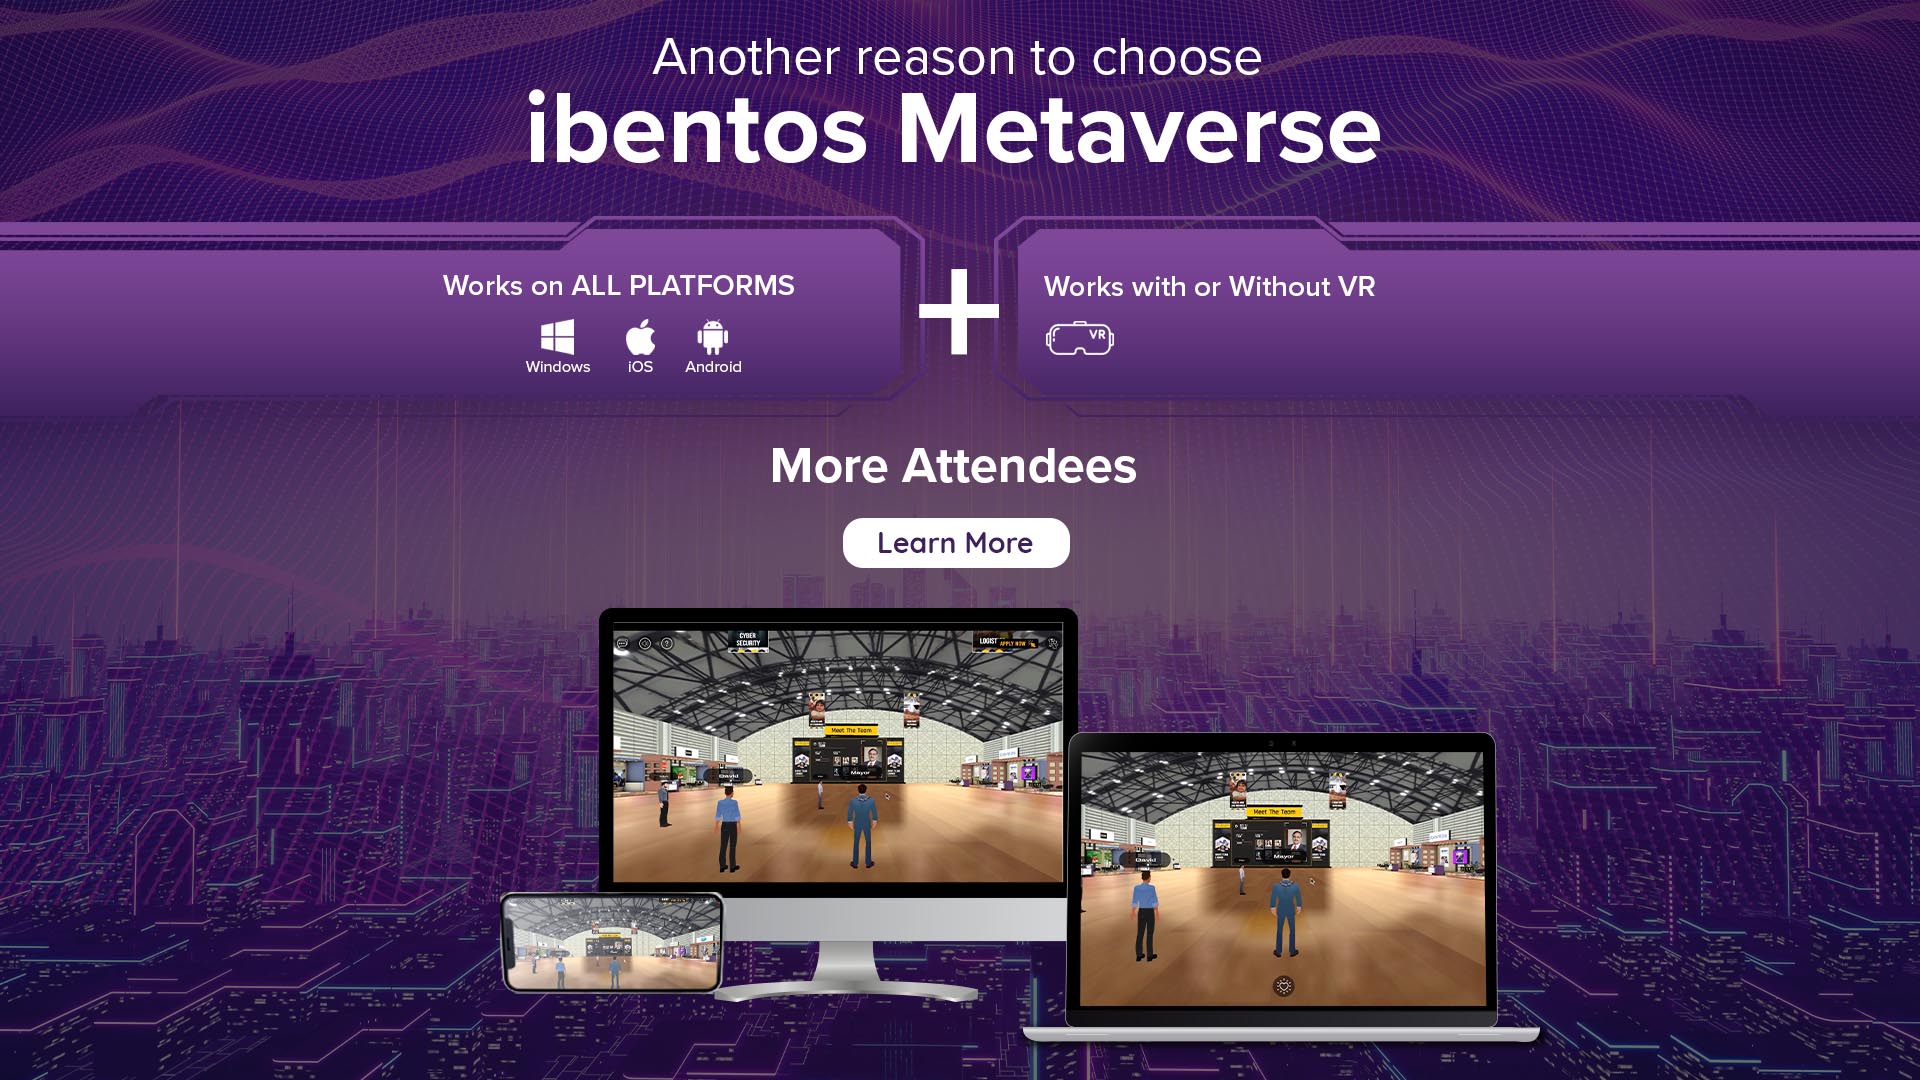 Another reason to choose
ibentos Metaverse
Works on ALL PLATFORMS
Windows
iOS
Android
Works with or Without VR
VR
More Attendees
Learn More
CYBER
SECURITY
LOGIST
APPLY NOW
Meet The Team
David
Mayor
Meet The Team
David
Mayor